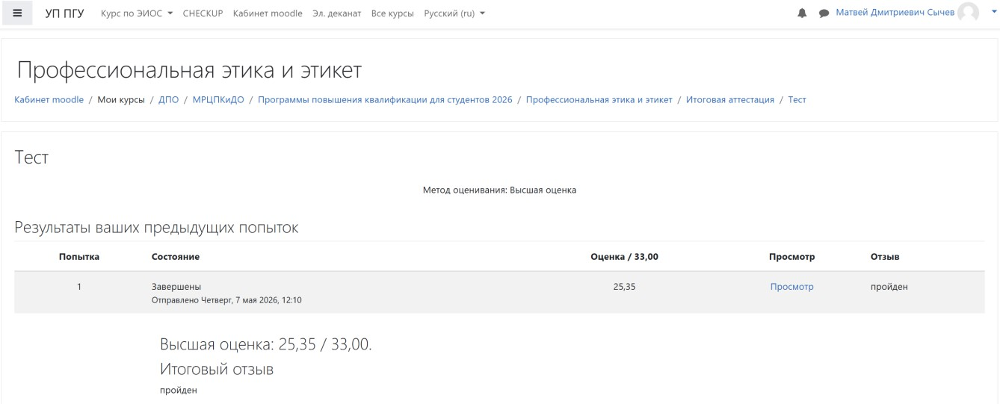 УП ПГУ Курс по ЭИОС CHECKUP Кабинет moodle Эл. деканат Все курсы Русский (ru) Матвей Дмитриевич Сычев
Профессиональная этика и этикет
Кабинет moodle / Мои курсы / ДПО / МРЦПКиДО / Программы повышения квалификации для студентов 2026 / Профессиональная этика и этикет / Итоговая аттестация / Тест
Тест
Метод оценивания: Высшая оценка
Результаты ваших предыдущих попыток
Попытка Состояние Оценка / 33,00 Просмотр Отзыв
1 Завершены 25,35 Просмотр пройден
Отправлено Четверг, 7 мая 2026, 12:10
Высшая оценка: 25,35 / 33,00.
Итоговый отзыв
пройден